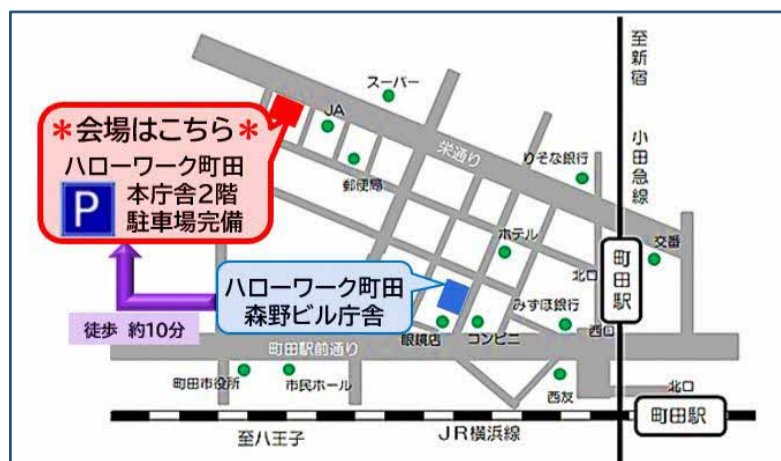 至新宿
小田急線
スーパー
JA
*会場はこちら*
ハローワーク町田
P
本庁舎2階
駐車場完備
栄通り
りそな銀行
郵便局
ホテル
交番
北口
町田駅
ハローワーク町田
森野ビル庁舎
みずほ銀行
徒歩 約10分
眼鏡店
コンビニ
西口
町田駅前通り
町田市役所
市民ホール
西友
北口
町田駅
至八王子
JR横浜線